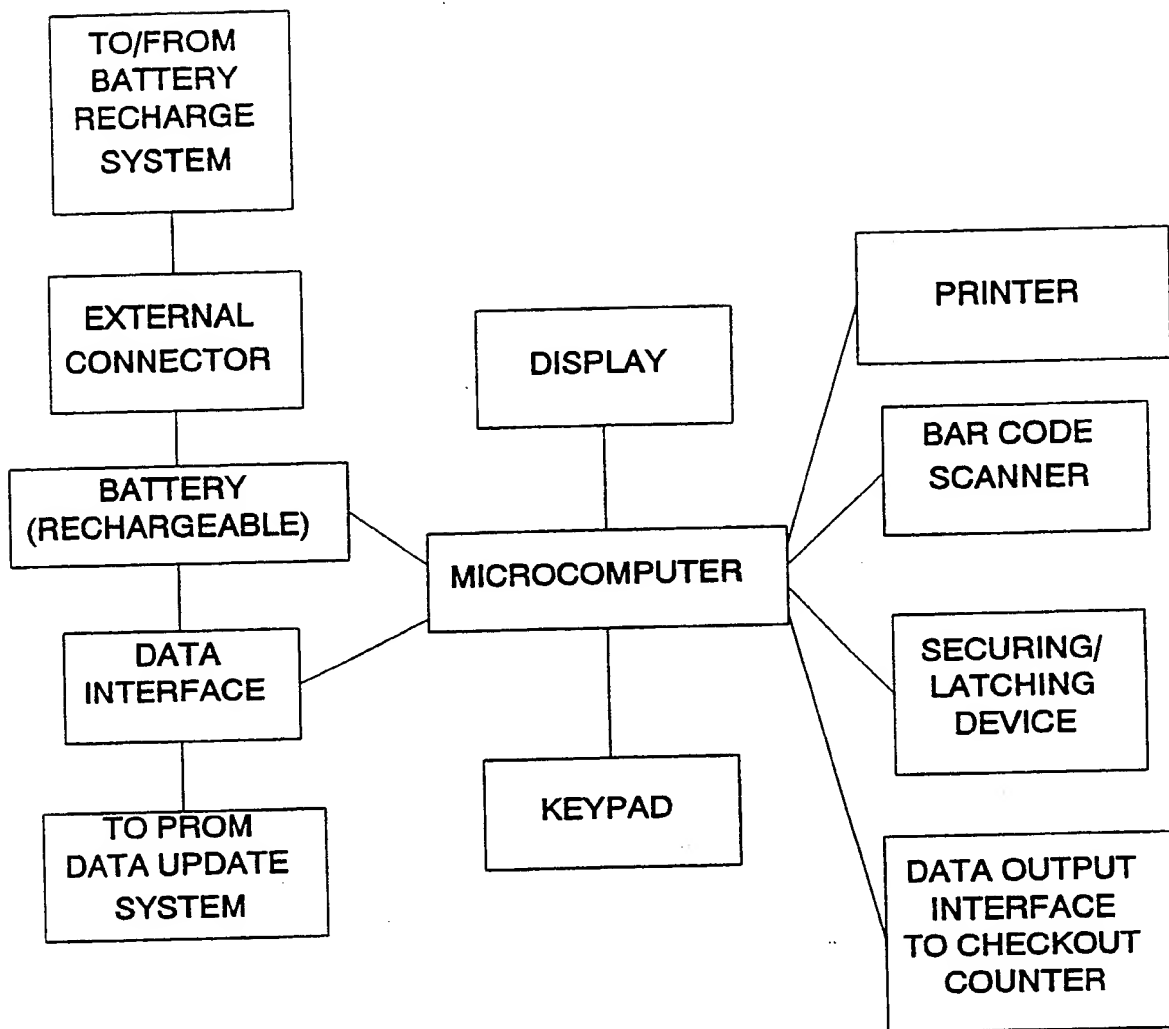 TO/FROM
BATTERY
RECHARGE
SYSTEM
EXTERNAL
CONNECTOR
BATTERY
(RECHARGEABLE)
DATA
INTERFACE
TO PROM
DATA UPDATE
SYSTEM
DISPLAY
MICROCOMPUTER
KEYPAD
PRINTER
BAR CODE
SCANNER
SECURING/
LATCHING
DEVICE
DATA OUTPUT
INTERFACE
TO CHECKOUT
COUNTER